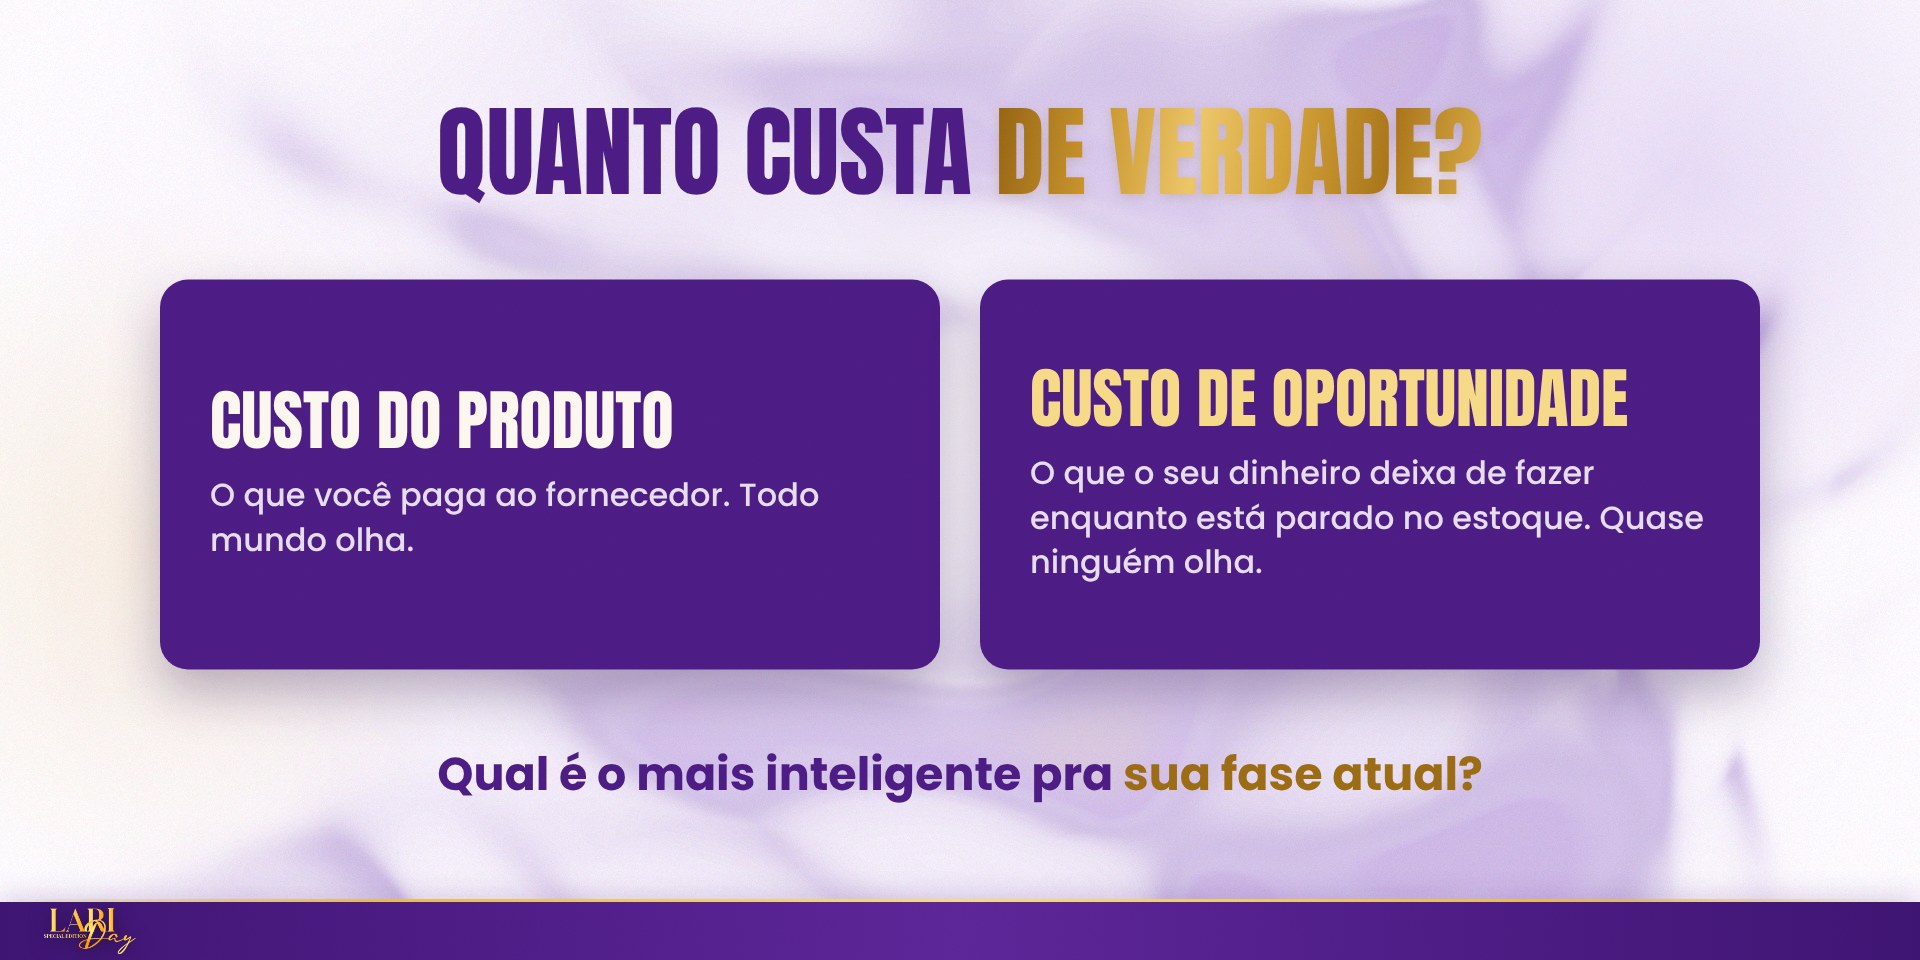 QUANTO CUSTA DE VERDADE?
CUSTO DO PRODUTO
O que você paga ao fornecedor. Todo
mundo olha.
CUSTO DE OPORTUNIDADE
O que o seu dinheiro deixa de fazer
enquanto está parado no estoque. Quase
ninguém olha.
Qual é o mais inteligente pra sua fase atual?
LABI
SPECIAL EDITION
Day